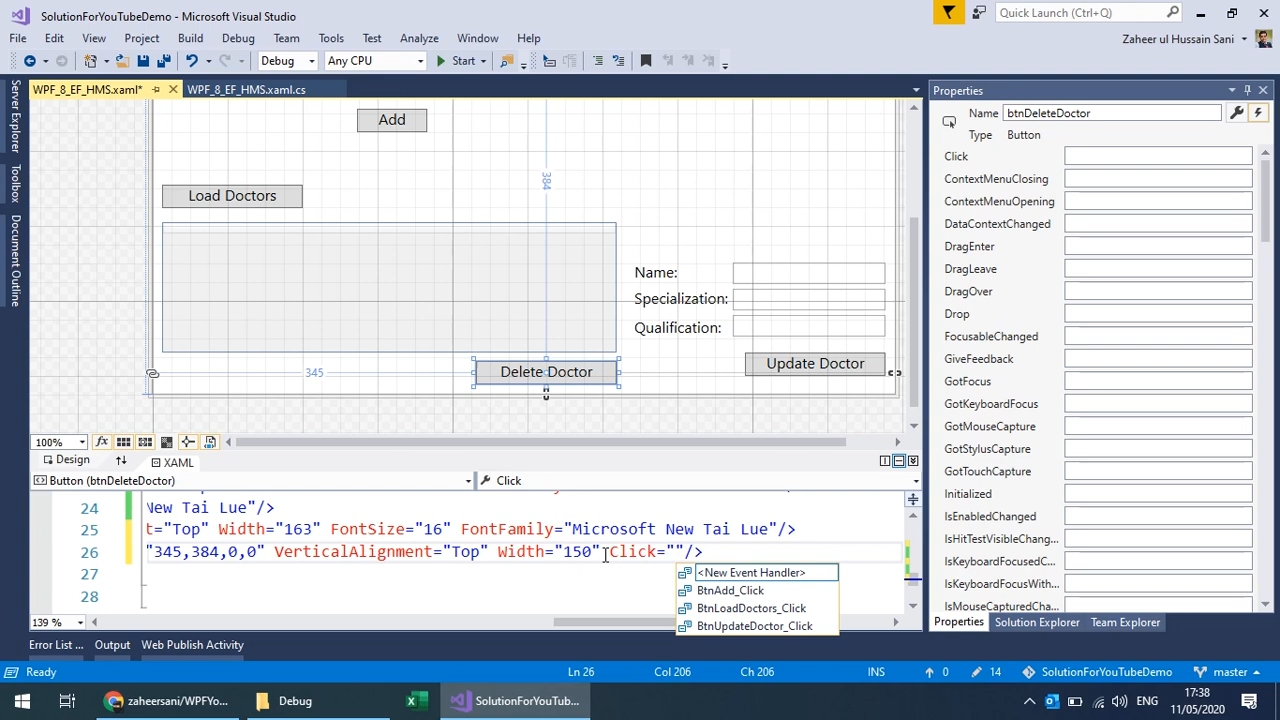 SolutionForYouTubeDemo - Microsoft Visual Studio
Quick Launch (Ctrl+Q)
File Edit View Project Build Debug Team Tools Test Analyze Window Help
Zaheer ul Hussain Sani
Debug Any CPU Start
WPF_8_EF_HMS.xaml* WPF_8_EF_HMS.xaml.cs
Server Explorer
Toolbox
Document Outline
Add
384
Load Doctors
Name:
Specialization:
Qualification:
345
Delete Doctor
Update Doctor
100% fx
Design XAML
Button (btnDeleteDoctor) Click
24 New Tai Lue"/>
25 t="Top" Width="163" FontSize="16" FontFamily="Microsoft New Tai Lue"/>
26 "345,384,0,0" VerticalAlignment="Top" Width="150" Click=""/>
27
28
<New Event Handler>
BtnAdd_Click
BtnLoadDoctors_Click
BtnUpdateDoctor_Click
139 %
Properties
Name btnDeleteDoctor
Type Button
Click
ContextMenuClosing
ContextMenuOpening
DataContextChanged
DragEnter
DragLeave
DragOver
Drop
FocusableChanged
GiveFeedback
GotFocus
GotKeyboardFocus
GotMouseCapture
GotStylusCapture
GotTouchCapture
Initialized
IsEnabledChanged
IsHitTestVisibleChang...
IsKeyboardFocusedC...
IsKeyboardFocusWith...
IsMouseCapturedCha...
Properties Solution Explorer Team Explorer
Error List ... Output Web Publish Activity
Ready Ln 26 Col 206 Ch 206 INS 0 14 SolutionForYouTubeDemo master
zaheersani/WPFYo... Debug SolutionForYouTub... ENG
17:38
11/05/2020